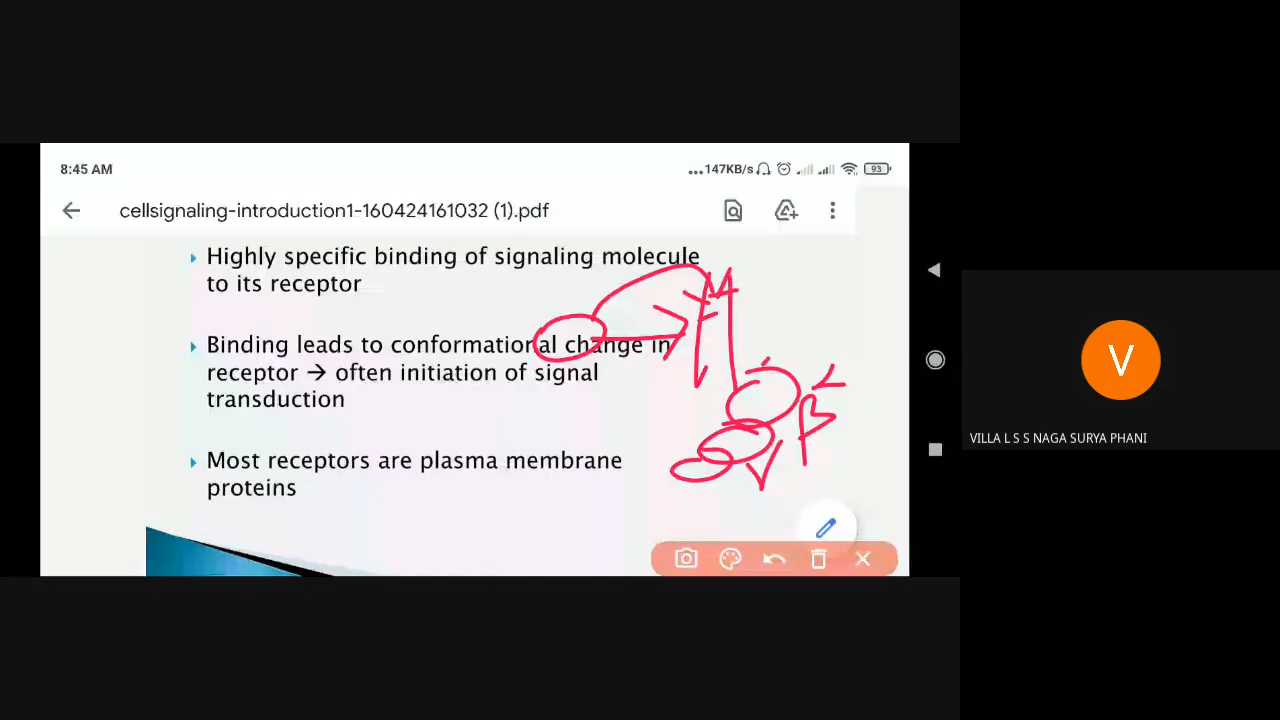 8:45 AM
...147KB/s
93
cellsignaling-introduction1-160424161032 (1).pdf
Highly specific binding of signaling molecule
to its receptor
Binding leads to conformational change in
receptor → often initiation of signal
transduction
Most receptors are plasma membrane
proteins
V
VILLA L S S NAGA SURYA PHANI